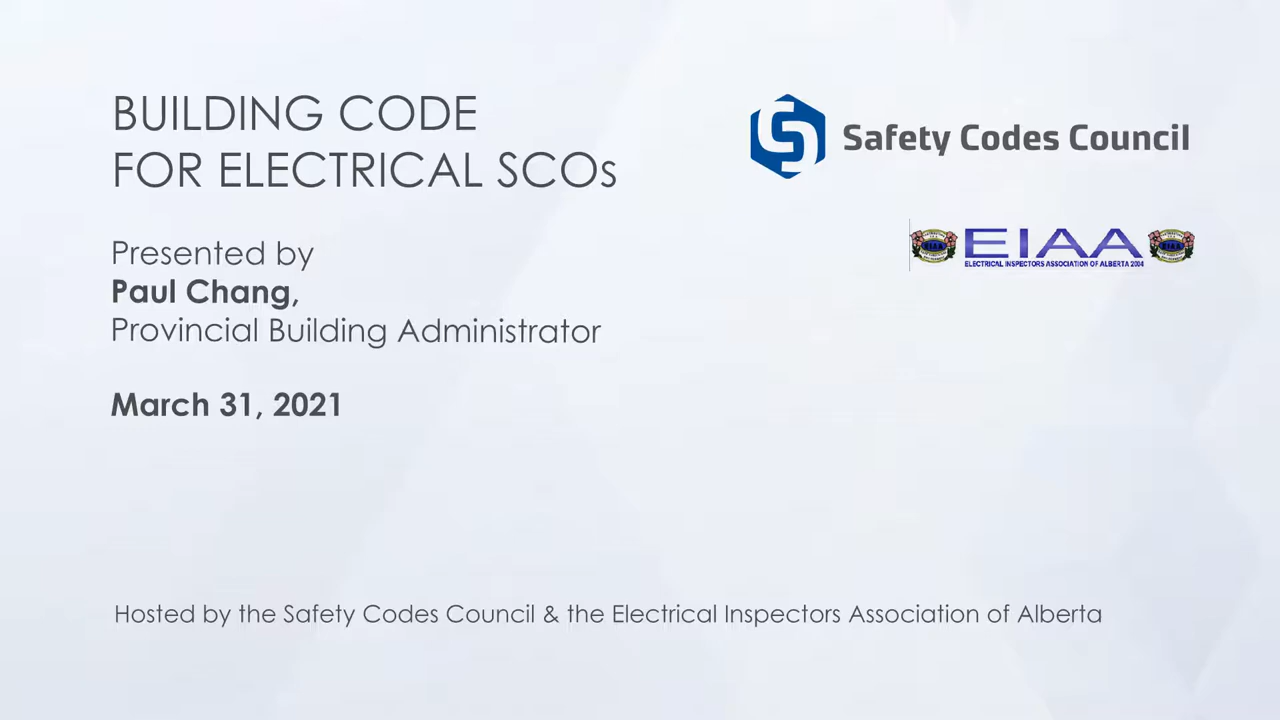 BUILDING CODE
FOR ELECTRICAL SCOs
Safety Codes Council
EIAA
ELECTRICAL INSPECTORS ASSOCIATION OF ALBERTA 2004
Presented by
Paul Chang,
Provincial Building Administrator
March 31, 2021
Hosted by the Safety Codes Council & the Electrical Inspectors Association of Alberta